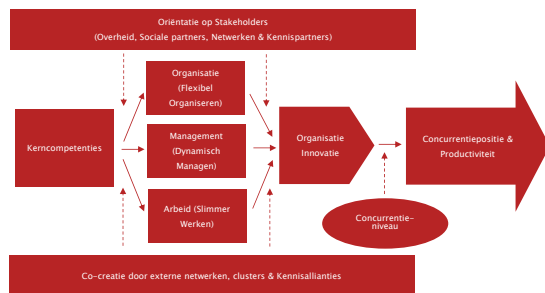 Oriëntatie op Stakeholders
(Overheid, Sociale partners, Netwerken & Kennispartners)
Organisatie
(Flexibel
Organiseren)
Kerncompetenties
Management
(Dynamisch
Managen)
Arbeid (Slimmer
Werken)
Organisatie
Innovatie
Concurrentiepositie &
Productiviteit
Concurrentie-
niveau
Co-creatie door externe netwerken, clusters & Kennisallianties